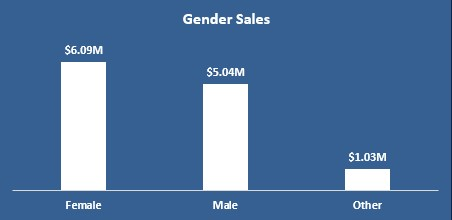 Gender Sales
$6.09M
$5.04M
$1.03M
Female Male Other